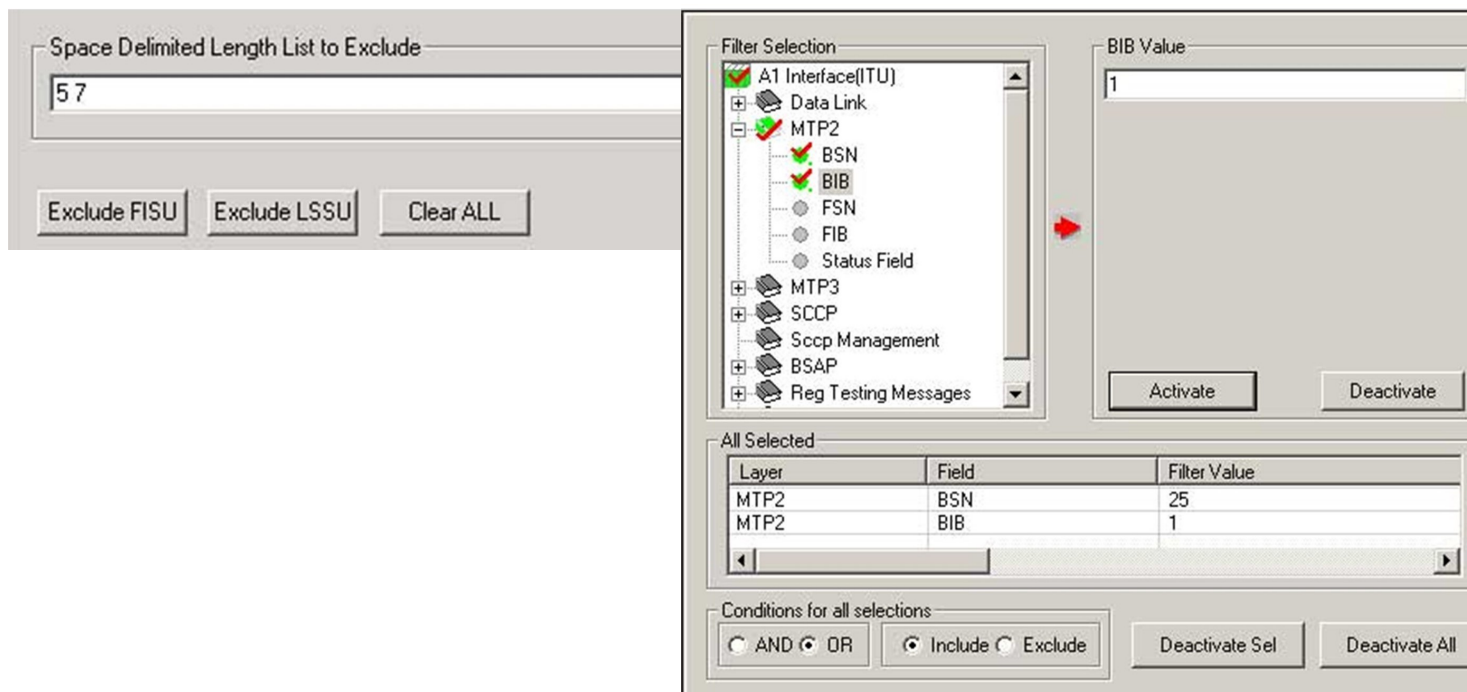 Space Delimited Length List to Exclude
5 7
Exclude FISU Exclude LSSU Clear ALL
Filter Selection
A1 Interface(ITU)
Data Link
MTP2
BSN
BIB
FSN
FIB
Status Field
MTP3
SCCP
Sccp Management
BSAP
Reg Testing Messages
BIB Value
1
Activate Deactivate
All Selected
Layer Field Filter Value
MTP2 BSN 25
MTP2 BIB 1
Conditions for all selections
AND OR Include Exclude Deactivate Sel Deactivate All